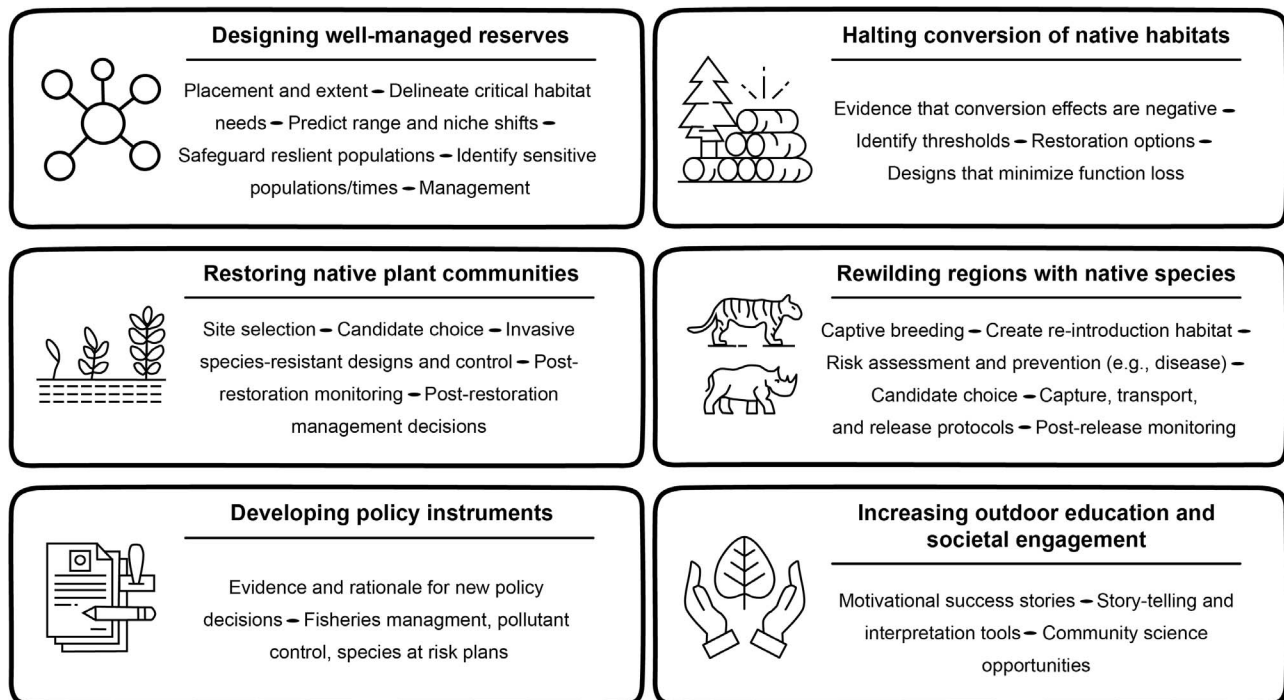 Designing well-managed reserves
Placement and extent – Delineate critical habitat
needs – Predict range and niche shifts –
Safeguard reslient populations – Identify sensitive
populations/times – Management
Halting conversion of native habitats
Evidence that conversion effects are negative –
Identify thresholds – Restoration options –
Designs that minimize function loss
Restoring native plant communities
Site selection – Candidate choice – Invasive
species-resistant designs and control – Post-
restoration monitoring – Post-restoration
management decisions
Rewilding regions with native species
Captive breeding – Create re-introduction habitat –
Risk assessment and prevention (e.g., disease) –
Candidate choice – Capture, transport,
and release protocols – Post-release monitoring
Developing policy instruments
Evidence and rationale for new policy
decisions – Fisheries managment, pollutant
control, species at risk plans
Increasing outdoor education and
societal engagement
Motivational success stories – Story-telling and
interpretation tools – Community science
opportunities